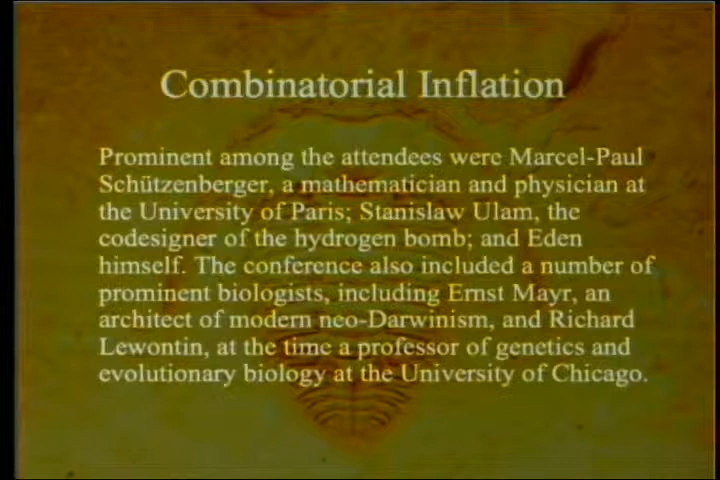 Combinatorial Inflation
Prominent among the attendees were Marcel-Paul
Schützenberger, a mathematician and physician at
the University of Paris; Stanislaw Ulam, the
codesigner of the hydrogen bomb; and Eden
himself. The conference also included a number of
prominent biologists, including Ernst Mayr, an
architect of modern neo-Darwinism, and Richard
Lewontin, at the time a professor of genetics and
evolutionary biology at the University of Chicago.